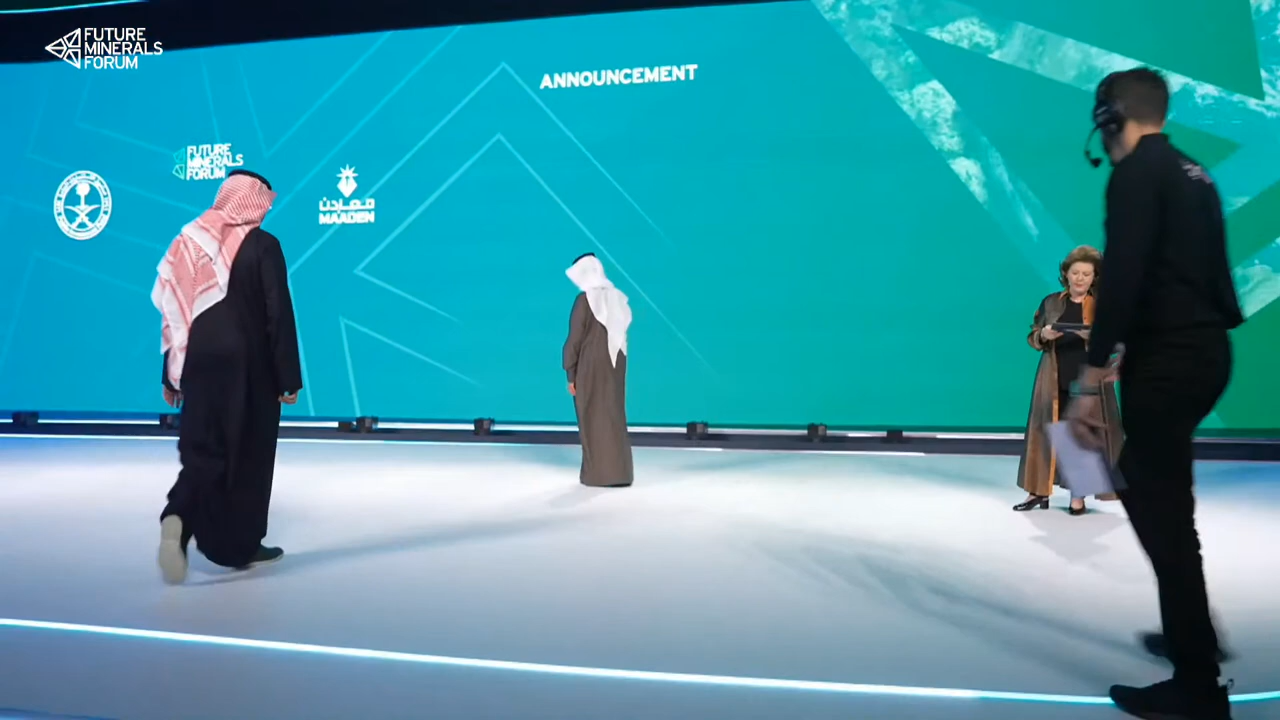 FUTURE
MINERALS
FORUM
ANNOUNCEMENT
FUTURE
MINERALS
FORUM
معادن
MA'ADEN